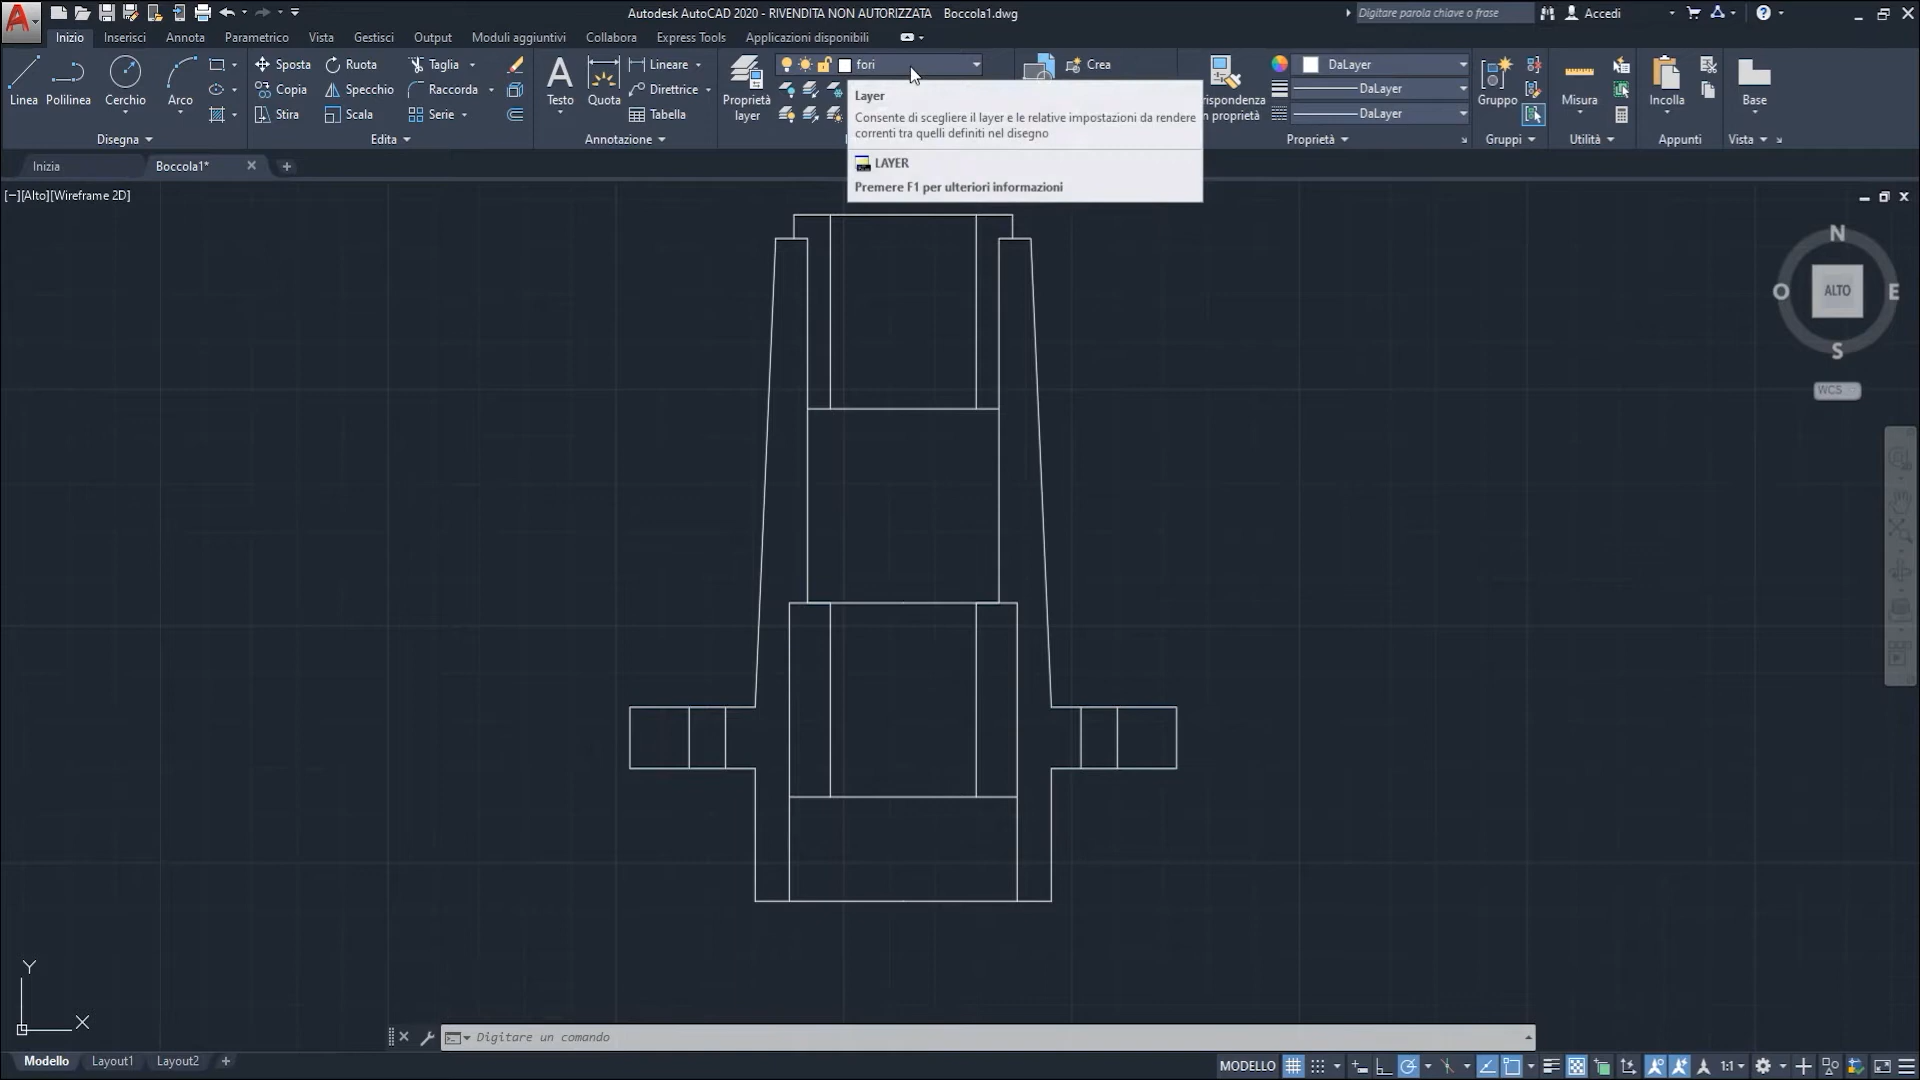 Autodesk AutoCAD 2020 - RIVENDITA NON AUTORIZZATA Boccola1.dwg
Digitare parola chiave o frase
Accedi
Inizio Inserisci Annota Parametrico Vista Gestisci Output Moduli aggiuntivi Collabora Express Tools Applicazioni disponibili
Linea Polilinea Cerchio Arco
Sposta Ruota Taglia
Copia Specchio Raccorda
Stira Scala Serie
Testo Quota
Lineare
Direttrice
Tabella
Proprietà
layer
fori
Crea
rispondenza
n proprietà
DaLayer
DaLayer
DaLayer
Gruppo Misura Incolla Base
Disegna Edita Annotazione Proprietà Gruppi Utilità Appunti Vista
Layer
Consente di scegliere il layer e le relative impostazioni da rendere
correnti tra quelli definiti nel disegno
LAYER
Premere F1 per ulteriori informazioni
Inizia Boccola1*
[−][Alto][Wireframe 2D]
N
O ALTO E
S
WCS
Y
X
Digitare un comando
Modello Layout1 Layout2
MODELLO 1:1